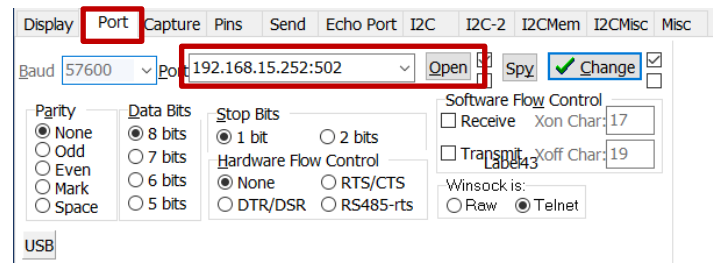 Display Port Capture Pins Send Echo Port I2C I2C-2 I2CMem I2CMisc Misc
Baud 57600 Port 192.168.15.252:502 Open Spy Change
Parity Data Bits Stop Bits Software Flow Control
None 8 bits 1 bit 2 bits Receive Xon Char: 17
Odd 7 bits Hardware Flow Control Transmit Xoff Char: 19
Label43
Even 6 bits None RTS/CTS Winsock is:
Mark 5 bits DTR/DSR RS485-rts Raw Telnet
Space
USB